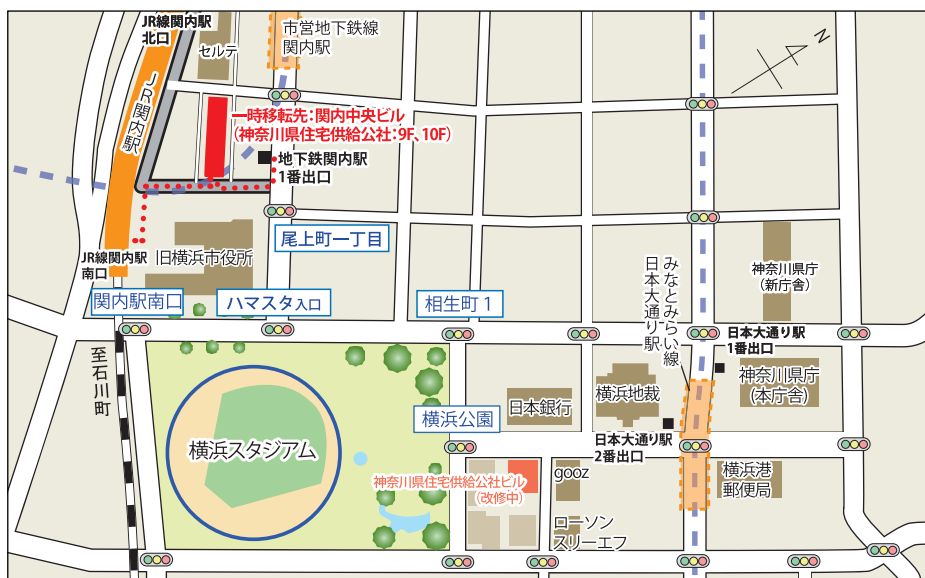 JR線関内駅
北口
セルテ
市営地下鉄線
関内駅
N
JR関内駅
一時移転先：関内中央ビル
（神奈川県住宅供給公社：9F、10F）
地下鉄関内駅
1番出口
尾上町一丁目
旧横浜市役所
JR線関内駅
南口
関内駅南口
ハマスタ入口
相生町1
みなとみらい線
日本大通り駅
神奈川県庁
（新庁舎）
日本大通り駅
1番出口
至石川町
横浜スタジアム
横浜公園
日本銀行
横浜地裁
神奈川県庁
（本庁舎）
日本大通り駅
2番出口
神奈川県住宅供給公社ビル
（改修中）
gooz
横浜港
郵便局
ローソン
スリーエフ